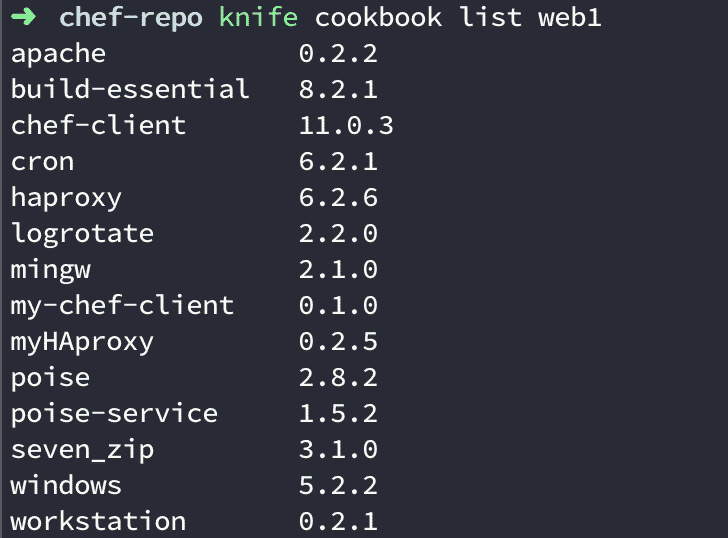 ➜ chef-repo knife cookbook list web1
apache 0.2.2
build-essential 8.2.1
chef-client 11.0.3
cron 6.2.1
haproxy 6.2.6
logrotate 2.2.0
mingw 2.1.0
my-chef-client 0.1.0
myHAproxy 0.2.5
poise 2.8.2
poise-service 1.5.2
seven_zip 3.1.0
windows 5.2.2
workstation 0.2.1